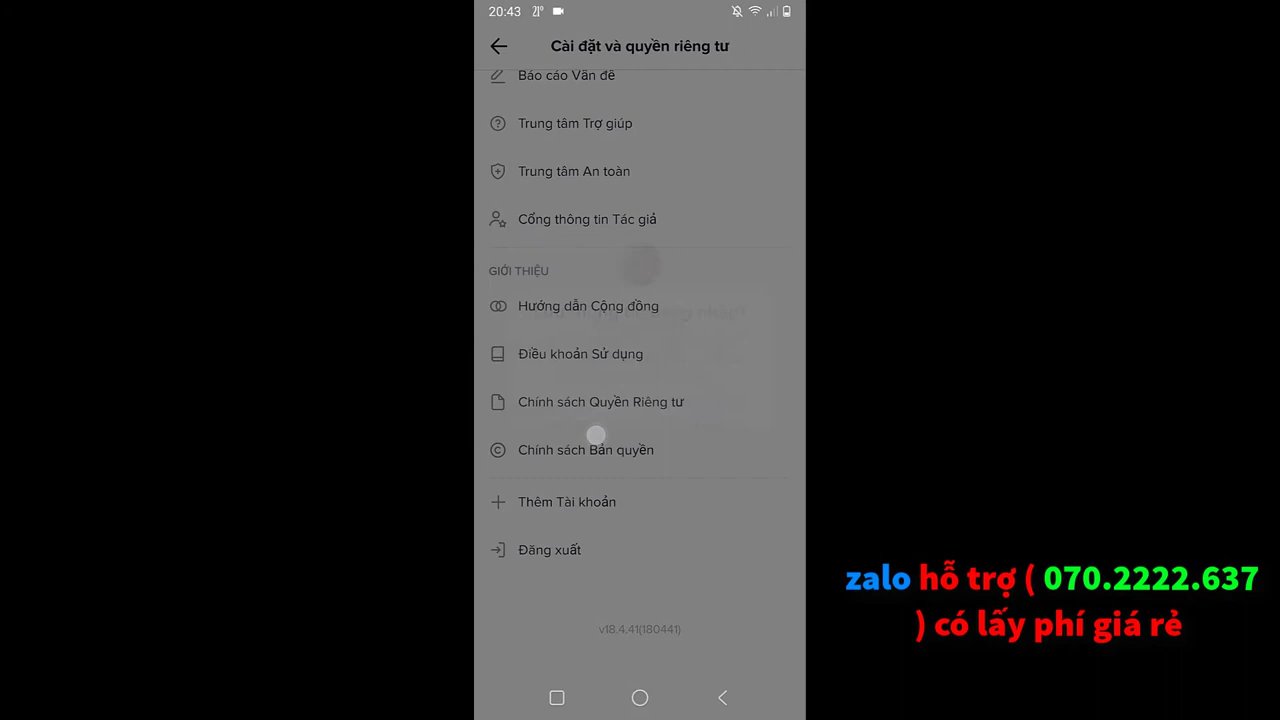 20:43
Cài đặt và quyền riêng tư
Báo cáo Vấn đề
Trung tâm Trợ giúp
Trung tâm An toàn
Cổng thông tin Tác giả
GIỚI THIỆU
Hướng dẫn Cộng đồng
Điều khoản Sử dụng
Chính sách Quyền Riêng tư
Chính sách Bản quyền
Thêm Tài khoản
Đăng xuất
v18.4.41(180441)
zalo hỗ trợ ( 070.2222.637
) có lấy phí giá rẻ